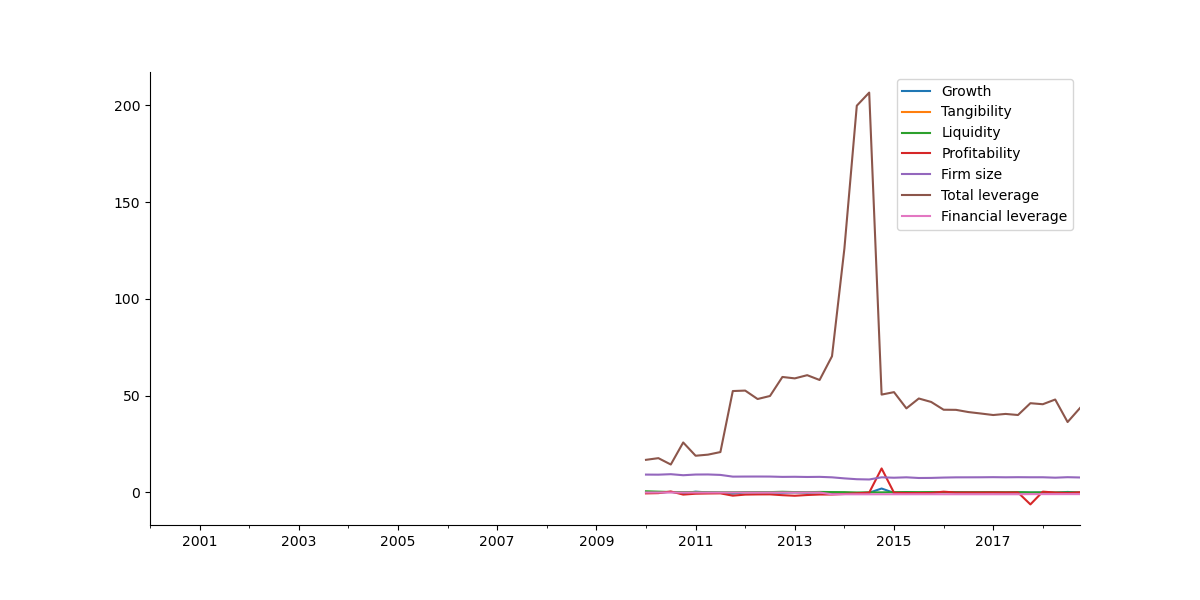 200
150
100
50
0
2001 2003 2005 2007 2009 2011 2013 2015 2017
Growth
Tangibility
Liquidity
Profitability
Firm size
Total leverage
Financial leverage